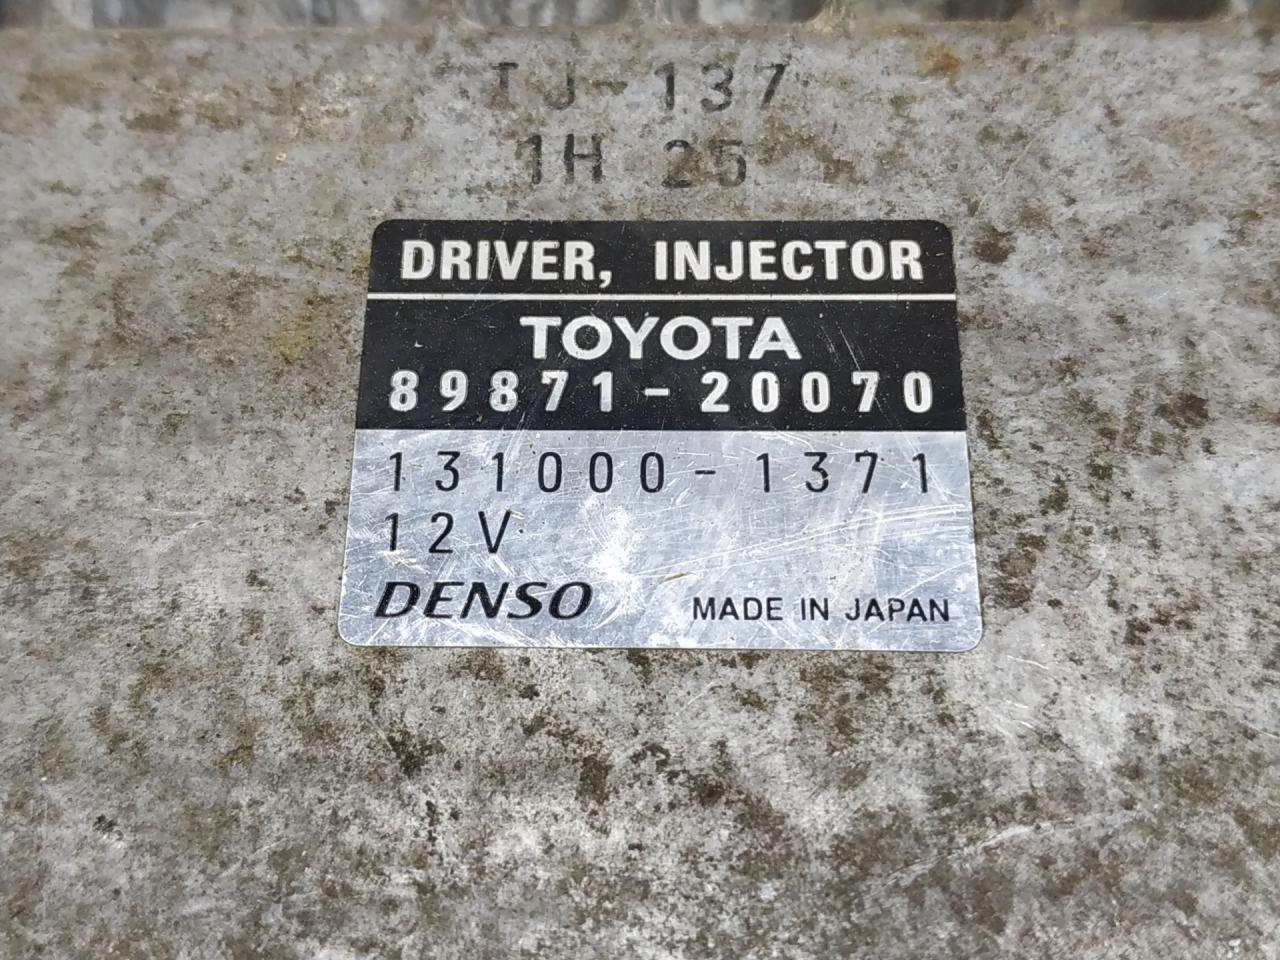 TJ-137
1H 25
DRIVER, INJECTOR
TOYOTA
89871-20070
131000-1371
12V
DENSO MADE IN JAPAN